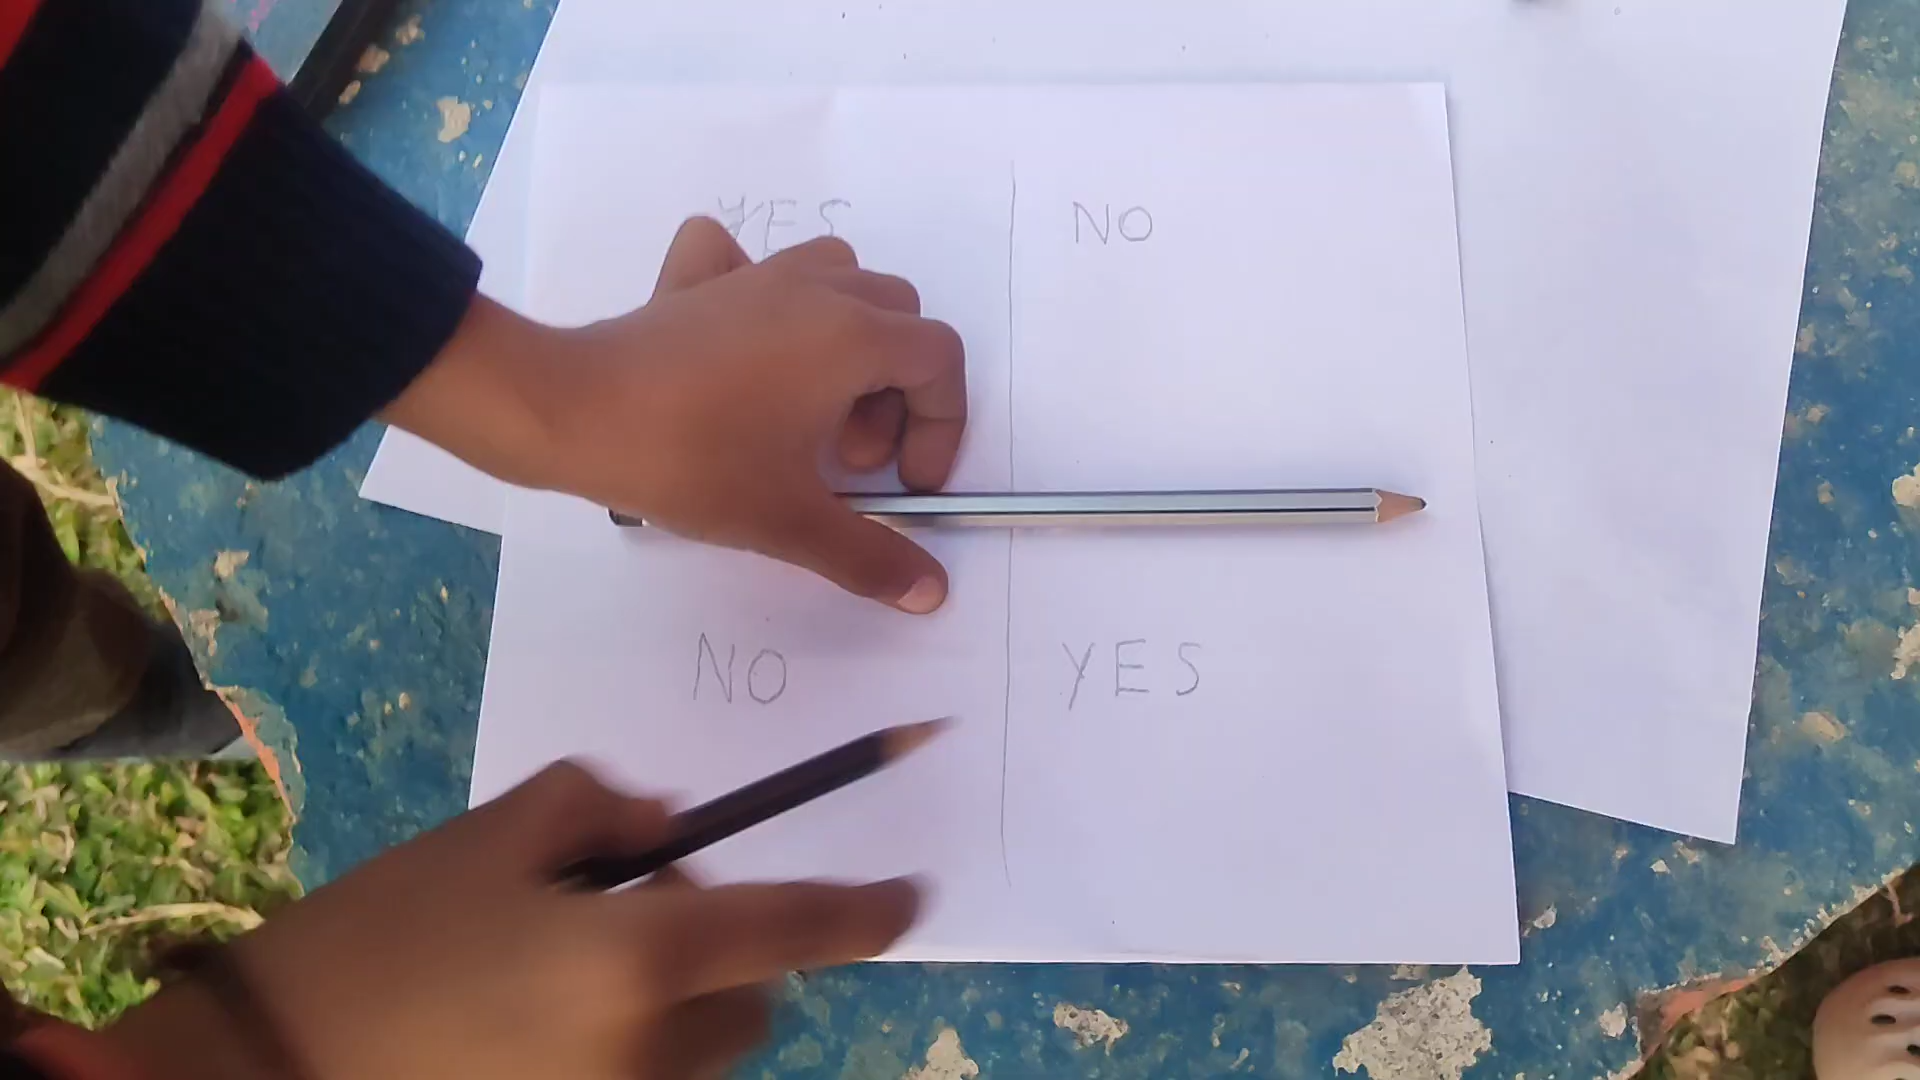 YES NO
NO YES